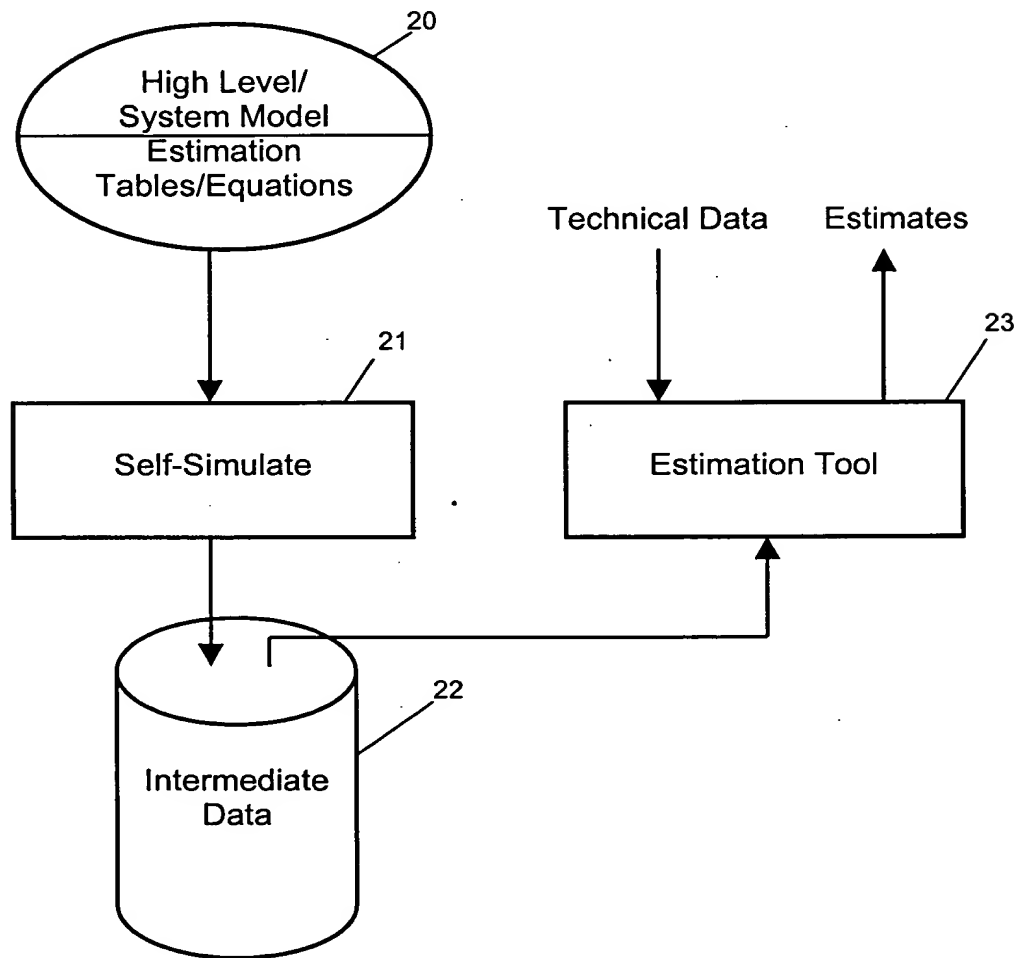 20
High Level/
System Model
Estimation
Tables/Equations
Technical Data
Estimates
21
23
Self-Simulate
Estimation Tool
22
Intermediate
Data